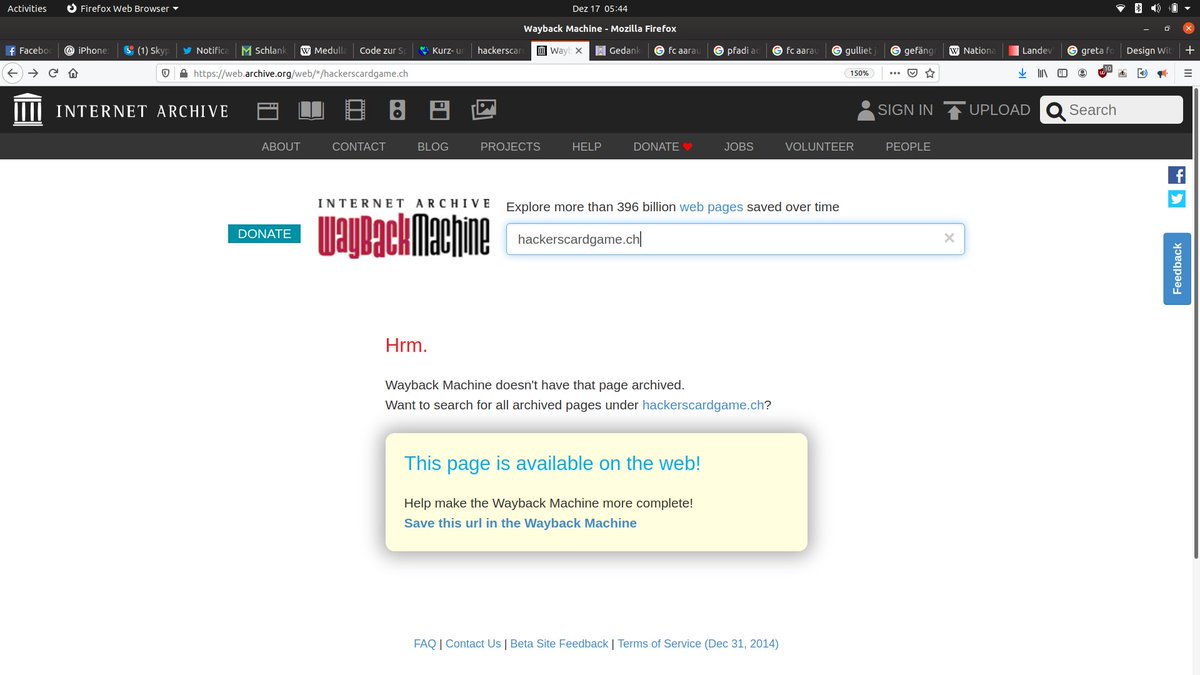 Activities Firefox Web Browser Dez 17 05:44
Wayback Machine - Mozilla Firefox
Faceboo iPhone: (1) Skyp Notifica Schlank Medulla Code zur S Kurz- u hackerscar Wayb Gedank fc aarau pfadi a fc aarau gulliet j gefängn Nationa Landev greta fo Design Wit
https://web.archive.org/web/*/hackerscardgame.ch 150%
INTERNET ARCHIVE SIGN IN UPLOAD Search
ABOUT CONTACT BLOG PROJECTS HELP DONATE JOBS VOLUNTEER PEOPLE
INTERNET ARCHIVE
WayBackMachine
DONATE
Explore more than 396 billion web pages saved over time
hackerscardgame.ch
Feedback
Hrm.
Wayback Machine doesn't have that page archived.
Want to search for all archived pages under hackerscardgame.ch?
This page is available on the web!
Help make the Wayback Machine more complete!
Save this url in the Wayback Machine
FAQ | Contact Us | Beta Site Feedback | Terms of Service (Dec 31, 2014)